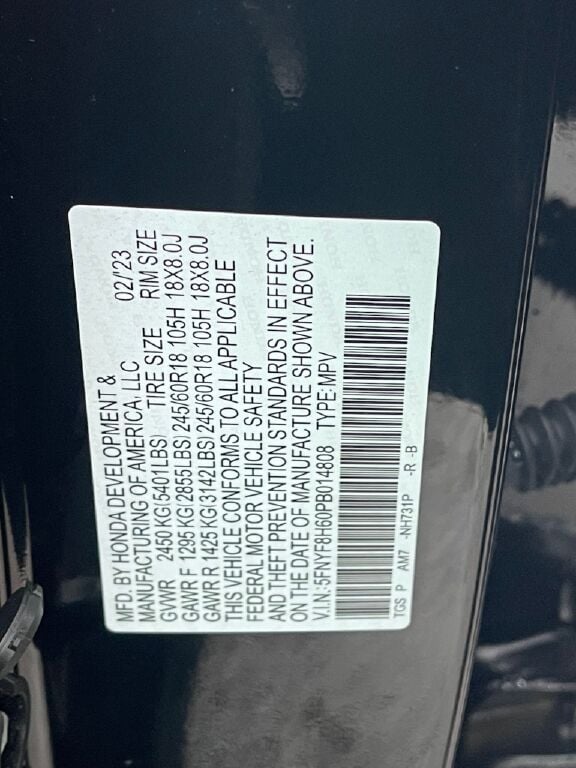 MFD. BY HONDA DEVELOPMENT &
MANUFACTURING OF AMERICA, LLC 02/'23
GVWR 2450 KG(5401LBS) TIRE SIZE RIM SIZE
GAWR F 1295 KG(2855LBS)245/60R18 105H 18X8.0J
GAWR R 1425 KG(3142LBS)245/60R18 105H 18X8.0J
THIS VEHICLE CONFORMS TO ALL APPLICABLE
FEDERAL MOTOR VEHICLE SAFETY
AND THEFT PREVENTION STANDARDS IN EFFECT
ON THE DATE OF MANUFACTURE SHOWN ABOVE.
V.I.N.:5FNYF8H60PB014808 TYPE:MPV
TGS P AM7 -NH731P -R -B